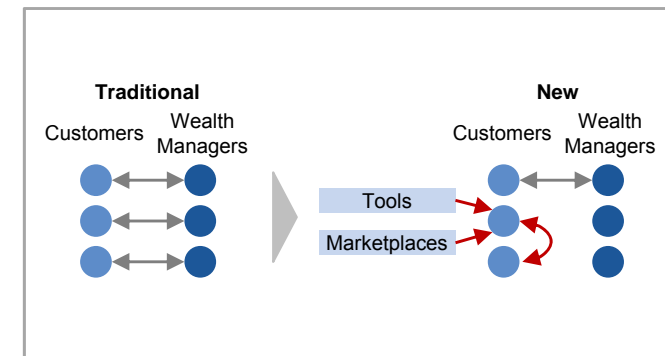 Traditional
Customers
Wealth
Managers
Tools
Marketplaces
New
Customers
Wealth
Managers